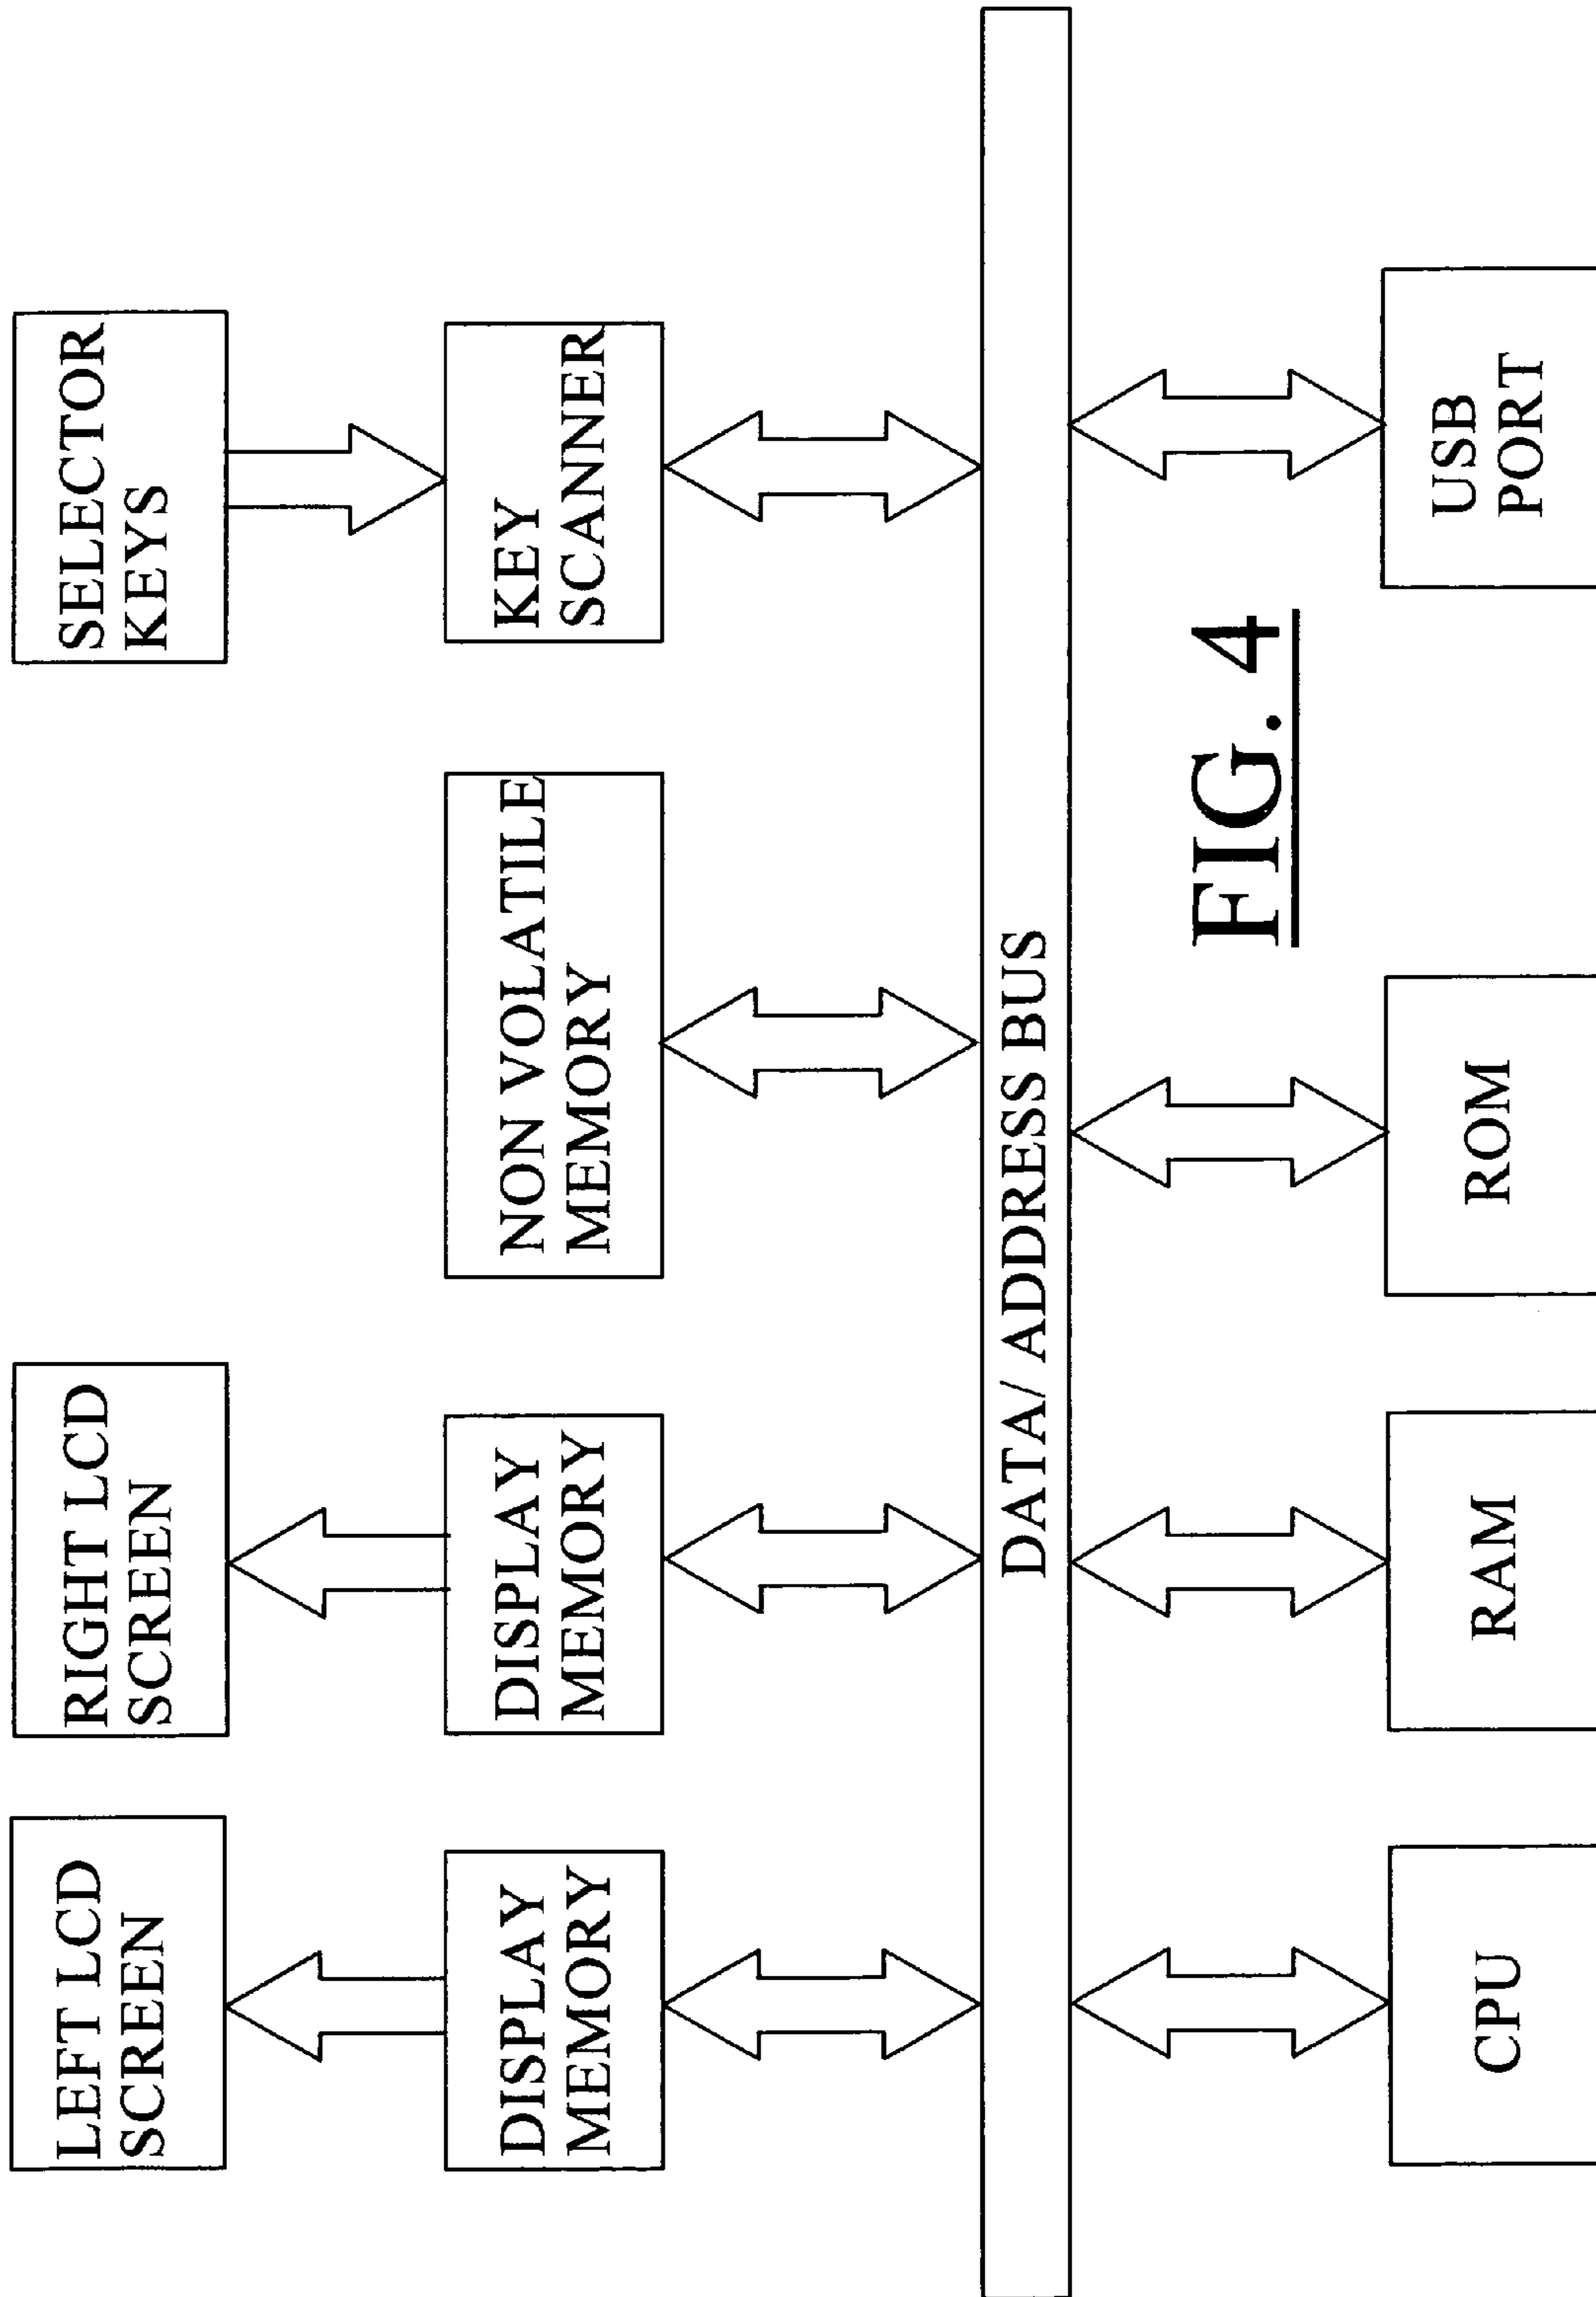 LEFT LCD
SCREEN
RIGHT LCD
SCREEN
SELECTOR
KEYS
DISPLAY
MEMORY
DISPLAY
MEMORY
NON VOLATILE
MEMORY
KEY
SCANNER
DATA/ ADDRESS BUS
CPU
RAM
ROM
USB
PORT
FIG. 4